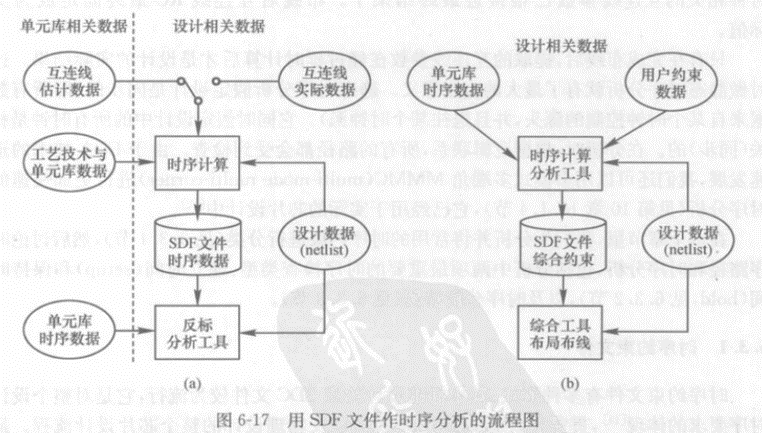 单元库相关数据
设计相关数据
互连线
估计数据
互连线
实际数据
工艺技术与
单元库数据
时序计算
SDF文件
时序数据
设计数据
(netlist)
单元库
时序数据
反标
分析工具
(a)
设计相关数据
单元库
时序数据
用户约束
数据
时序计算
分析工具
SDF文件
综合约束
设计数据
(netlist)
综合工具
布局布线
(b)
图 6-17 用 SDF 文件作时序分析的流程图